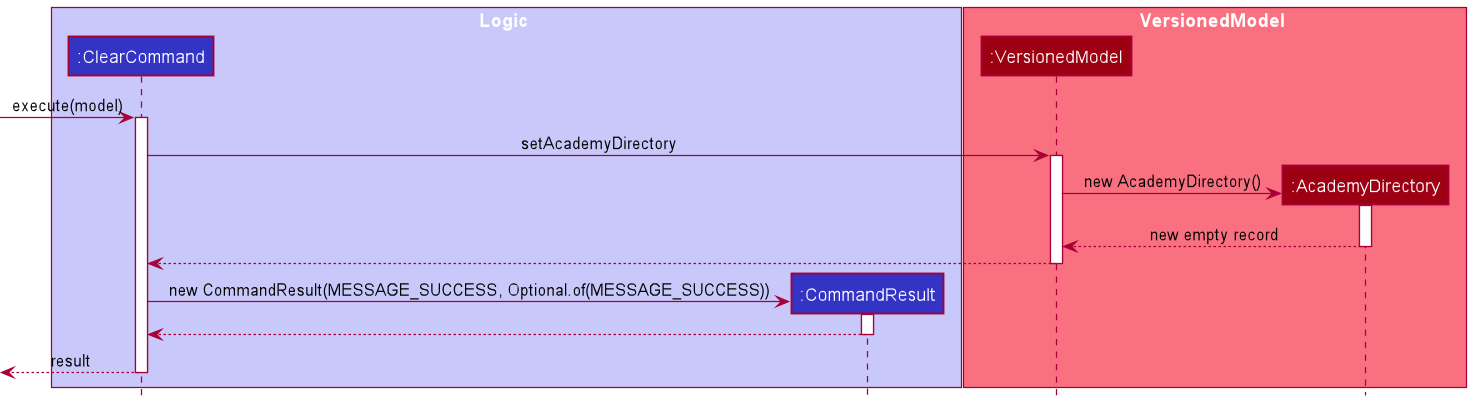 Logic
VersionedModel
:ClearCommand
:VersionedModel
execute(model)
setAcademyDirectory
new AcademyDirectory()
:AcademyDirectory
new empty record
new CommandResult(MESSAGE_SUCCESS, Optional.of(MESSAGE_SUCCESS))
:CommandResult
result